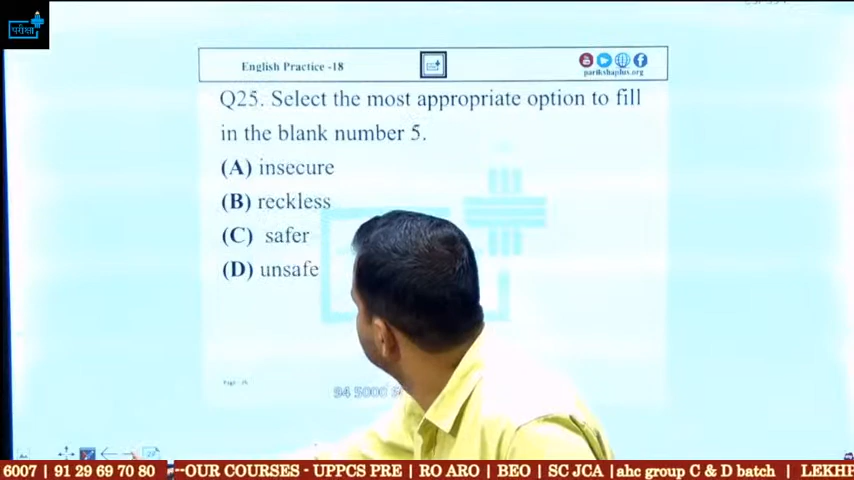 परीक्षा
English Practice -18
parikshaplus.org
Q25. Select the most appropriate option to fill
in the blank number 5.
(A) insecure
(B) reckless
(C) safer
(D) unsafe
6007 | 91 29 69 70 80
--OUR COURSES - UPPCS PRE | RO ARO | BEO | SC JCA |ahc group C & D batch | LEKHP